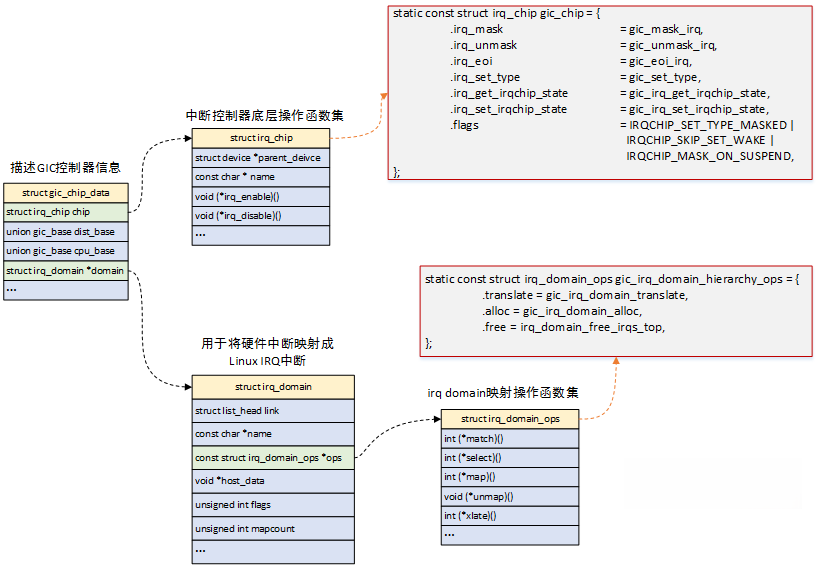 描述GIC控制器信息
struct gic_chip_data
struct irq_chip chip
union gic_base dist_base
union gic_base cpu_base
struct irq_domain *domain
...
中断控制器底层操作函数集
struct irq_chip
struct device *parent_deivce
const char * name
void (*irq_enable)()
void (*irq_disable)()
...
static const struct irq_chip gic_chip = {
.irq_mask = gic_mask_irq,
.irq_unmask = gic_unmask_irq,
.irq_eoi = gic_eoi_irq,
.irq_set_type = gic_set_type,
.irq_get_irqchip_state = gic_irq_get_irqchip_state,
.irq_set_irqchip_state = gic_irq_set_irqchip_state,
.flags = IRQCHIP_SET_TYPE_MASKED |
IRQCHIP_SKIP_SET_WAKE |
IRQCHIP_MASK_ON_SUSPEND,
};
用于将硬件中断映射成
Linux IRQ中断
struct irq_domain
struct list_head link
const char *name
const struct irq_domain_ops *ops
void *host_data
unsigned int flags
unsigned int mapcount
...
static const struct irq_domain_ops gic_irq_domain_hierarchy_ops = {
.translate = gic_irq_domain_translate,
.alloc = gic_irq_domain_alloc,
.free = irq_domain_free_irqs_top,
};
irq domain映射操作函数集
struct irq_domain_ops
int (*match)()
int (*select)()
int (*map)()
void (*unmap)()
int (*xlate)()
...